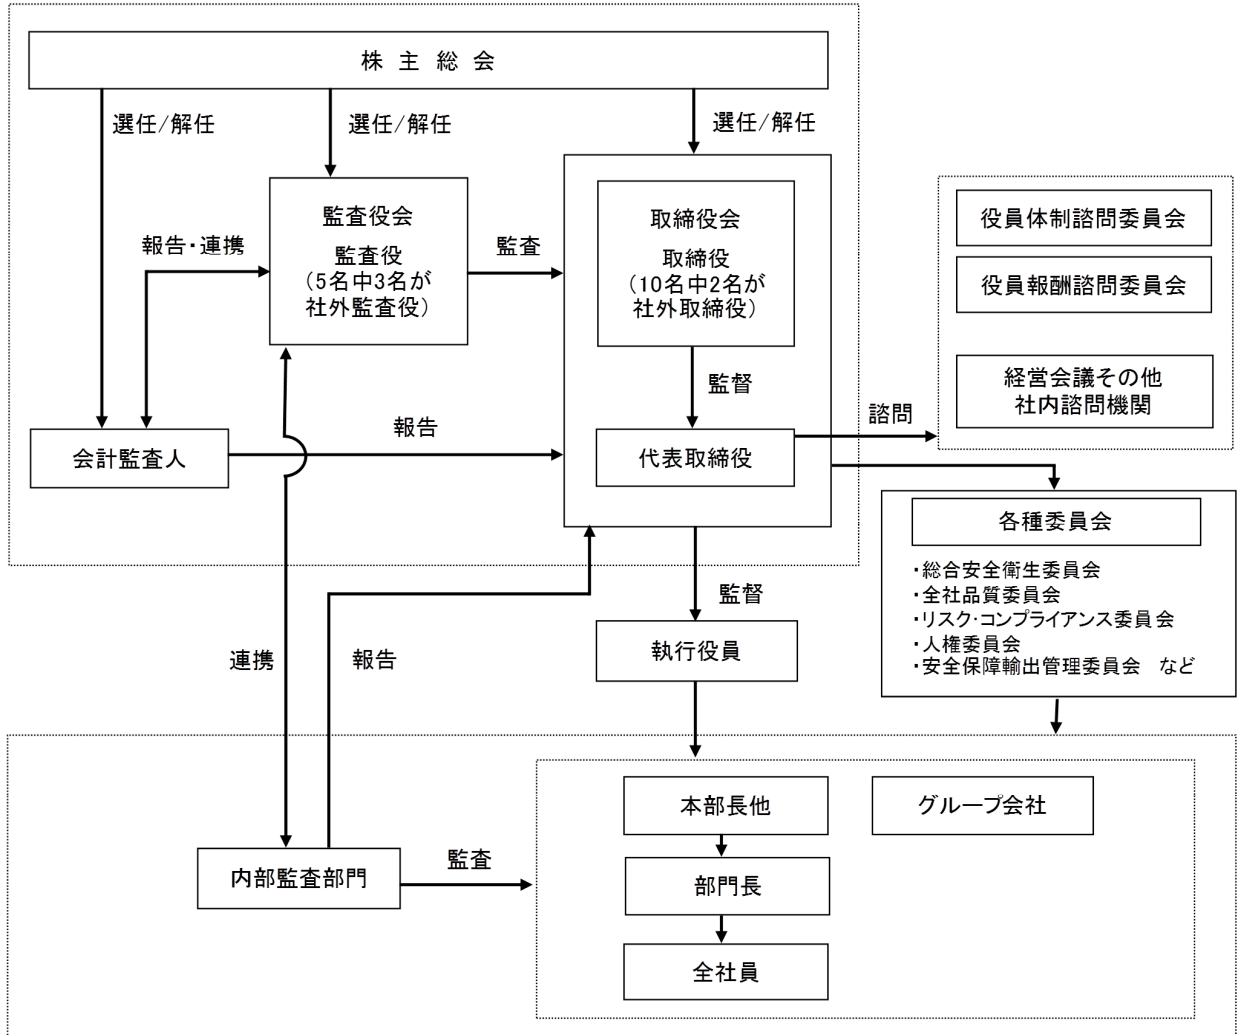 株主総会
選任/解任
選任/解任
選任/解任
監査役会
監査役
(5名中3名が
社外監査役)
監査
報告・連携
取締役会
取締役
(10名中2名が
社外取締役)
監督
代表取締役
会計監査人
報告
諮問
役員体制諮問委員会
役員報酬諮問委員会
経営会議その他
社内諮問機関
各種委員会
・総合安全衛生委員会
・全社品質委員会
・リスク・コンプライアンス委員会
・人権委員会
・安全保障輸出管理委員会 など
監督
執行役員
連携
報告
内部監査部門
監査
本部長他
グループ会社
部門長
全社員